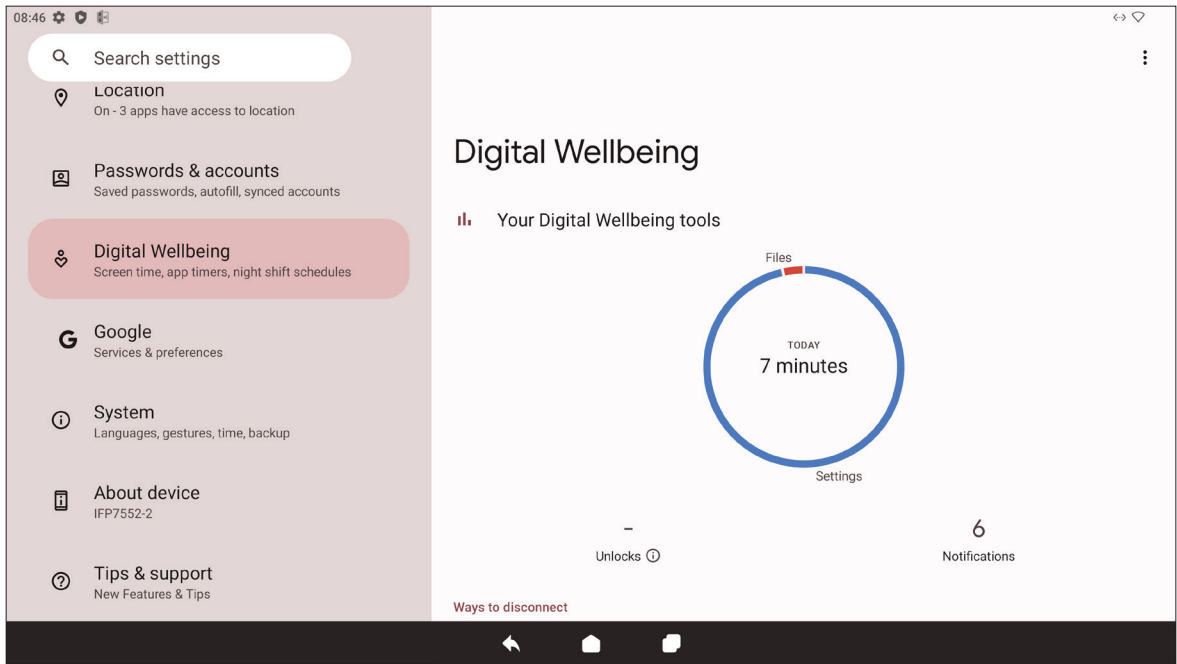 08:46
Search settings
Location
On - 3 apps have access to location
Passwords & accounts
Saved passwords, autofill, synced accounts
Digital Wellbeing
Screen time, app timers, night shift schedules
Google
Services & preferences
System
Languages, gestures, time, backup
About device
IFP7552-2
Tips & support
New Features & Tips
Digital Wellbeing
Your Digital Wellbeing tools
Files
TODAY
7 minutes
Settings
-
Unlocks
6
Notifications
Ways to disconnect